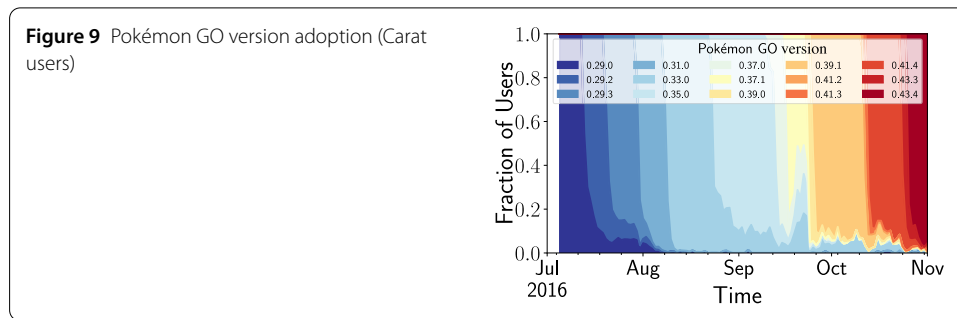 Figure 9 Pokémon GO version adoption (Carat
users)
Pokémon GO version
0.29.0 0.31.0 0.37.0 0.39.1 0.41.4
0.29.2 0.33.0 0.37.1 0.41.2 0.43.3
0.29.3 0.35.0 0.39.0 0.41.3 0.43.4
Fraction of Users
1.0
0.8
0.6
0.4
0.2
0.0
Jul Aug Sep Oct Nov
2016
Time